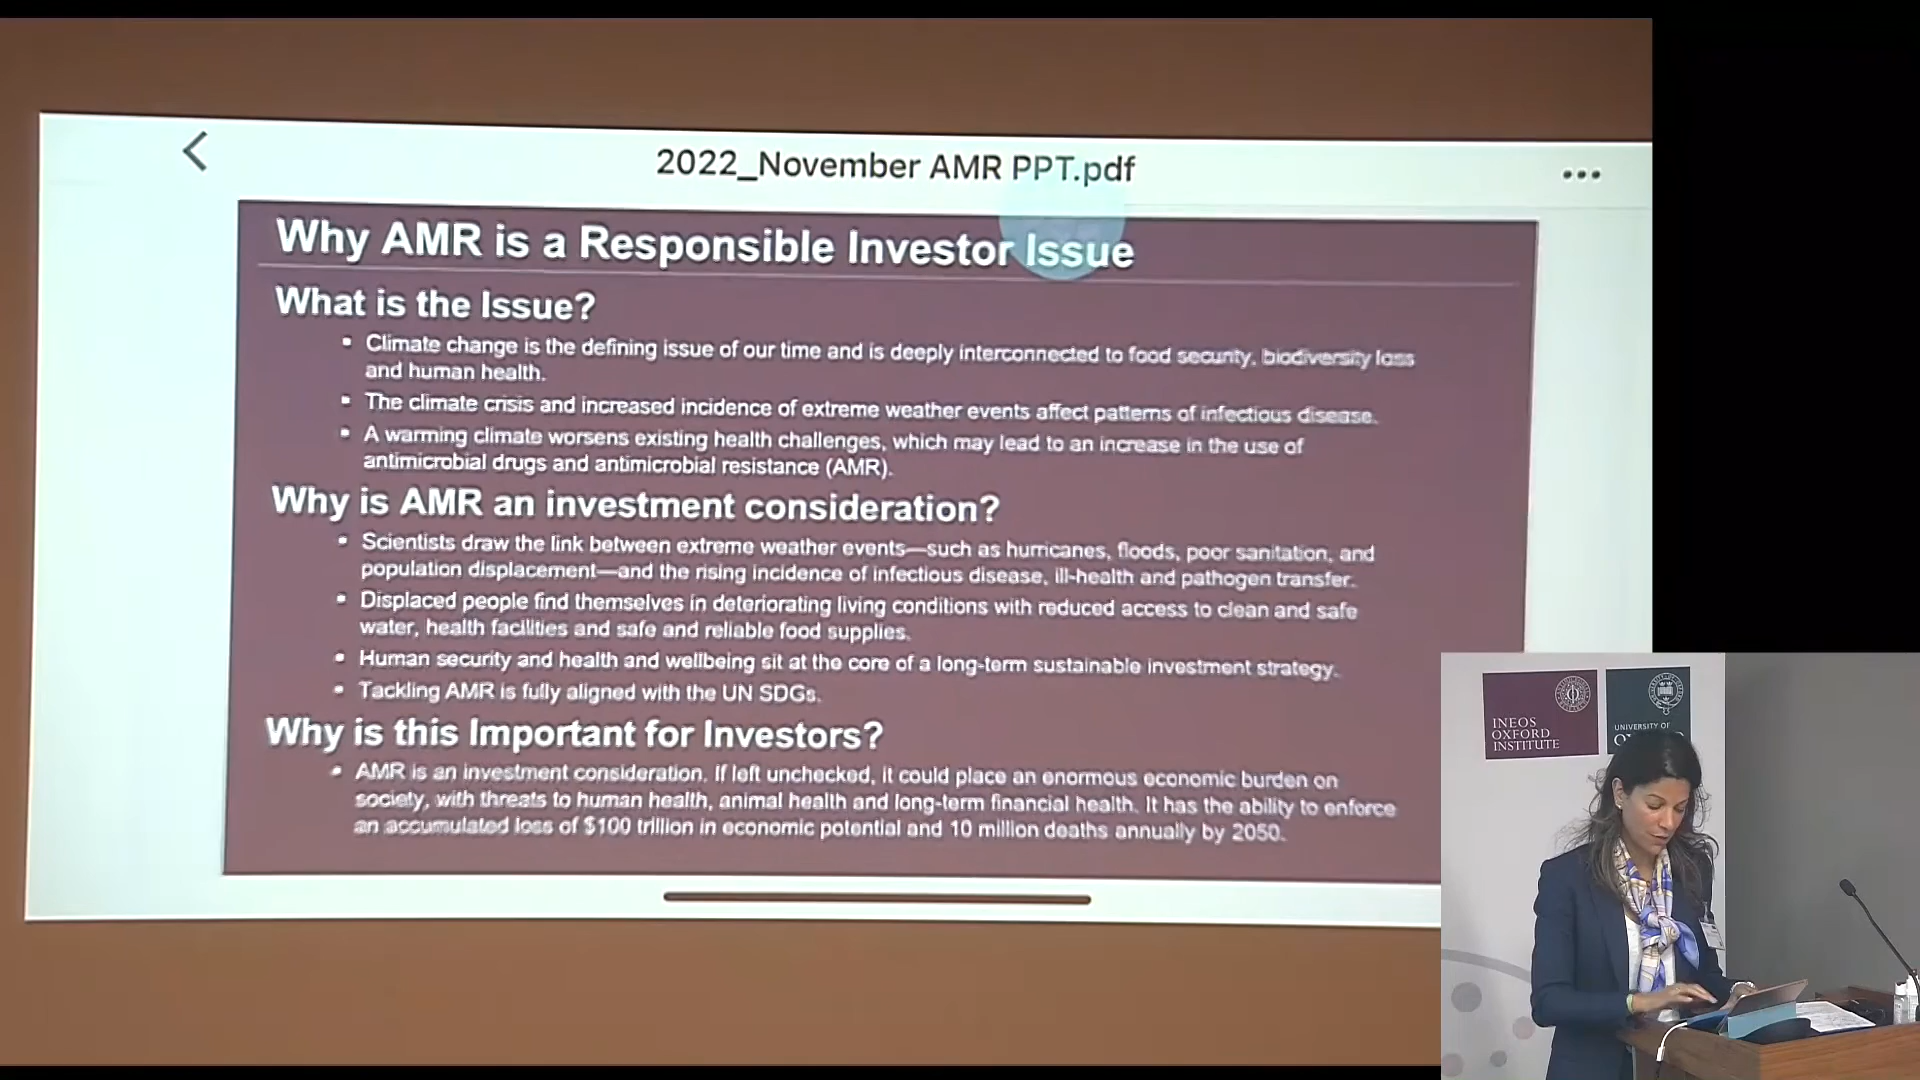 2022_November AMR PPT.pdf
Why AMR is a Responsible Investor Issue
What is the Issue?
Climate change is the defining issue of our time and is deeply interconnected to food security, biodiversity loss
and human health.
The climate crisis and increased incidence of extreme weather events affect patterns of infectious disease.
A warming climate worsens existing health challenges, which may lead to an increase in the use of
antimicrobial drugs and antimicrobial resistance (AMR).
Why is AMR an investment consideration?
Scientists draw the link between extreme weather events—such as hurricanes, floods, poor sanitation, and
population displacement—and the rising incidence of infectious disease, ill-health and pathogen transfer.
Displaced people find themselves in deteriorating living conditions with reduced access to clean and safe
water, health facilities and safe and reliable food supplies.
Human security and health and wellbeing sit at the core of a long-term sustainable investment strategy.
Tackling AMR is fully aligned with the UN SDGs.
Why is this Important for Investors?
AMR is an investment consideration. If left unchecked, it could place an enormous economic burden on
society, with threats to human health, animal health and long-term financial health. It has the ability to enforce
an accumulated loss of $100 trillion in economic potential and 10 million deaths annually by 2050.
INEOS
OXFORD
INSTITUTE
UNIVERSITY OF